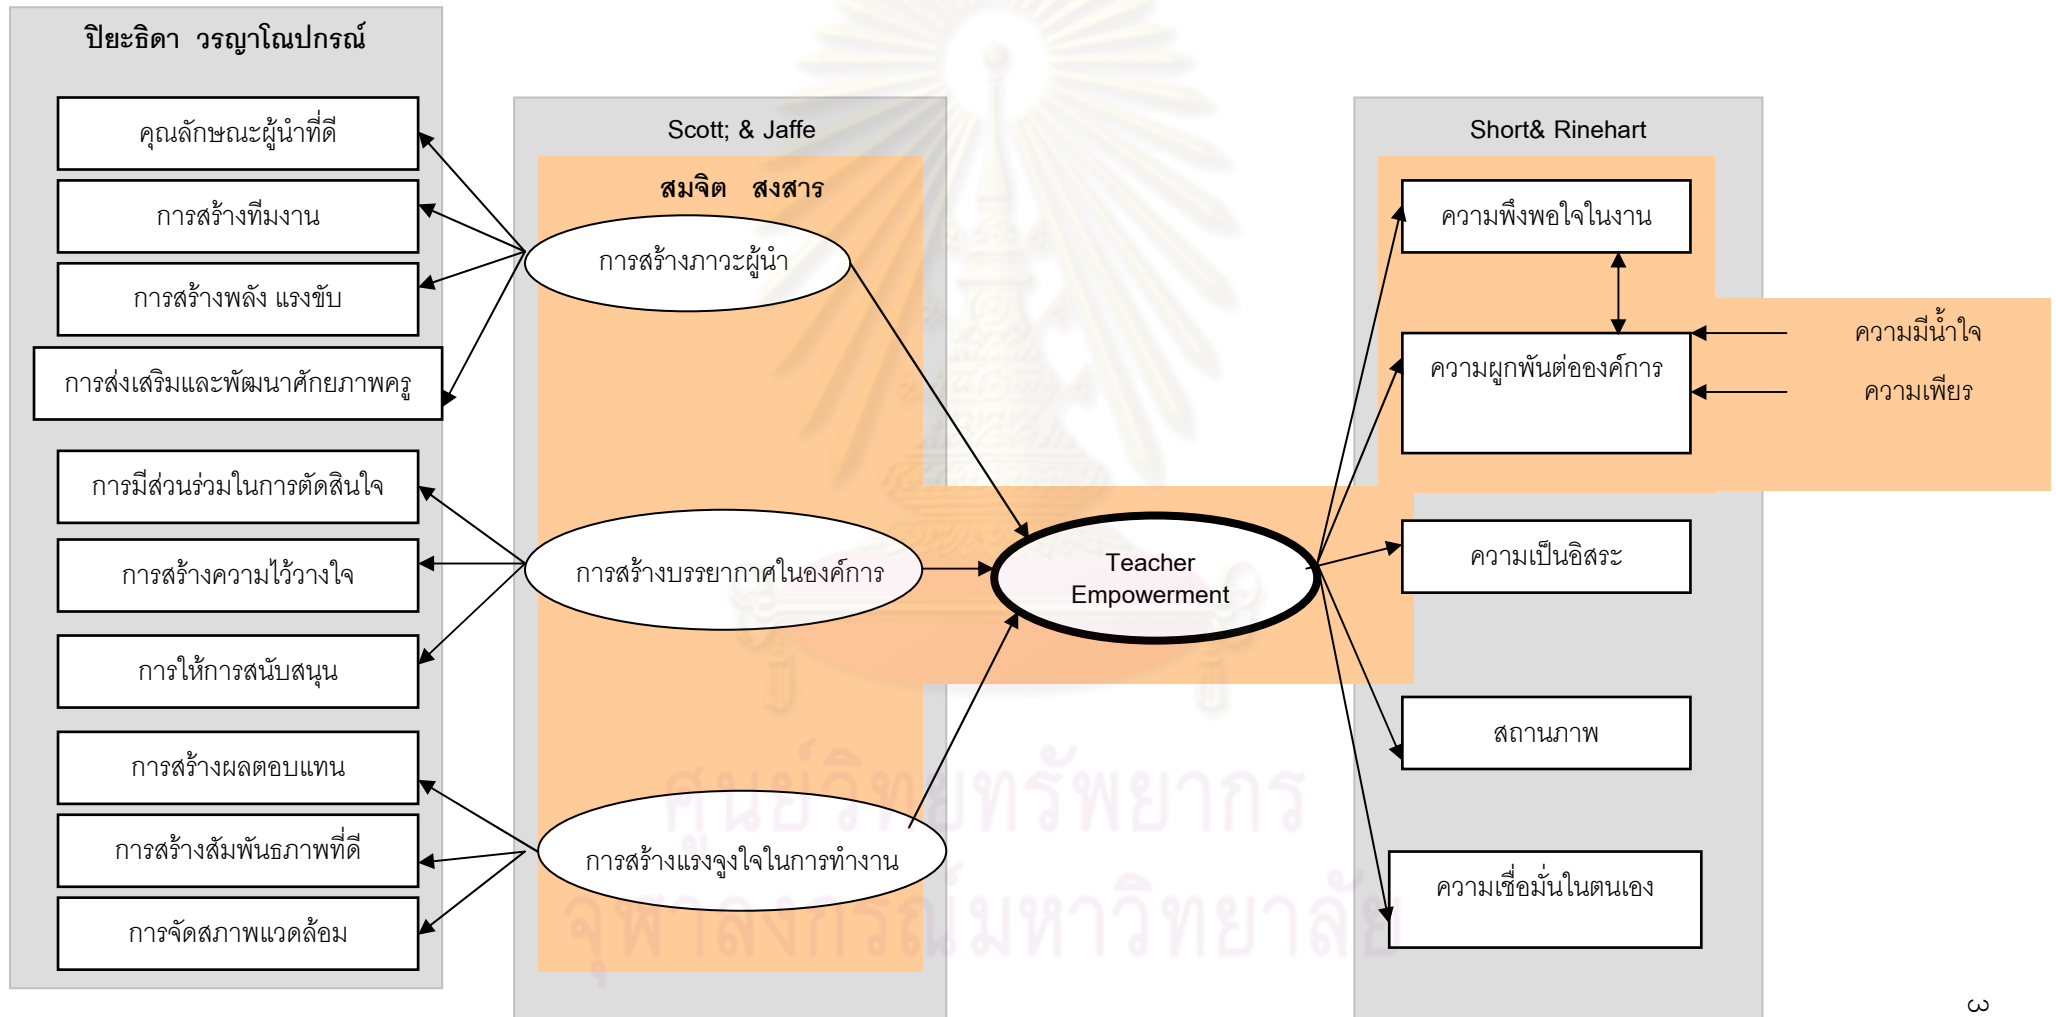 ปิยะธิดา วรญาโณปกรณ์
คุณลักษณะผู้นำที่ดี
การสร้างทีมงาน
การสร้างพลัง แรงขับ
การส่งเสริมและพัฒนาศักยภาพครู
การมีส่วนร่วมในการตัดสินใจ
การสร้างความไว้วางใจ
การให้การสนับสนุน
การสร้างผลตอบแทน
การสร้างสัมพันธภาพที่ดี
การจัดสภาพแวดล้อม
Scott; & Jaffe
สมจิต สงสาร
การสร้างภาวะผู้นำ
การสร้างบรรยากาศในองค์การ
การสร้างแรงจูงใจในการทำงาน
Teacher
Empowerment
Short& Rinehart
ความพึงพอใจในงาน
ความผูกพันต่อองค์การ
ความเป็นอิสระ
สถานภาพ
ความเชื่อมั่นในตนเอง
ความมีน้ำใจ
ความเพียร
ศูนย์วิทยทรัพยากร
จุฬาลงกรณ์มหาวิทยาลัย
3